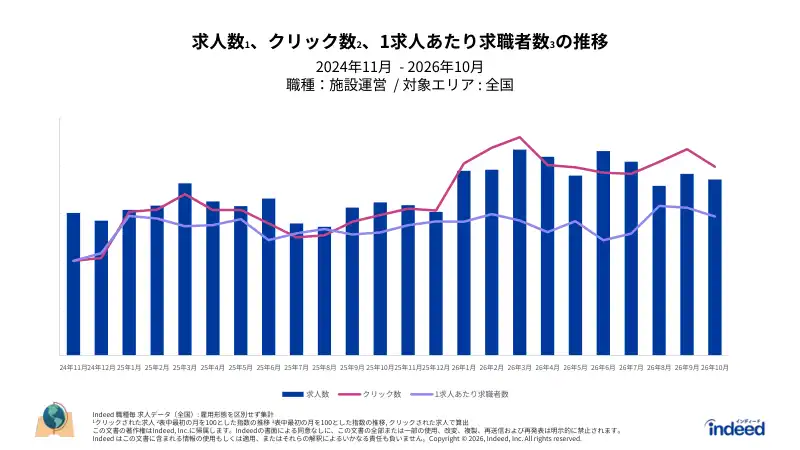 求人数1、クリック数2、1求人あたり求職者数3の推移
2024年11月 - 2026年10月
職種：施設運営 / 対象エリア : 全国
24年11月 24年12月 25年1月 25年2月 25年3月 25年4月 25年5月 25年6月 25年7月 25年8月 25年9月 25年10月 25年11月 25年12月 26年1月 26年2月 26年3月 26年4月 26年5月 26年6月 26年7月 26年8月 26年9月 26年10月
求人数 クリック数 1求人あたり求職者数
Indeed 職種毎 求人データ（全国）: 雇用形態を区別せず集計
¹クリックされた求人 ²表中最初の月を100とした指数の推移 ³表中最初の月を100とした指数の推移, クリックされた求人で算出
この文書の著作権はIndeed, Inc.に帰属します。Indeedの書面による同意なしに、この文書の全部または一部の使用、改変、複製、再送信および再発表は明示的に禁止されます。
Indeed はこの文書に含まれる情報の使用もしくは適用、またはそれらの解釈によるいかなる責任も負いません。Copyright © 2026, Indeed, Inc. All rights reserved.
インディード
indeed